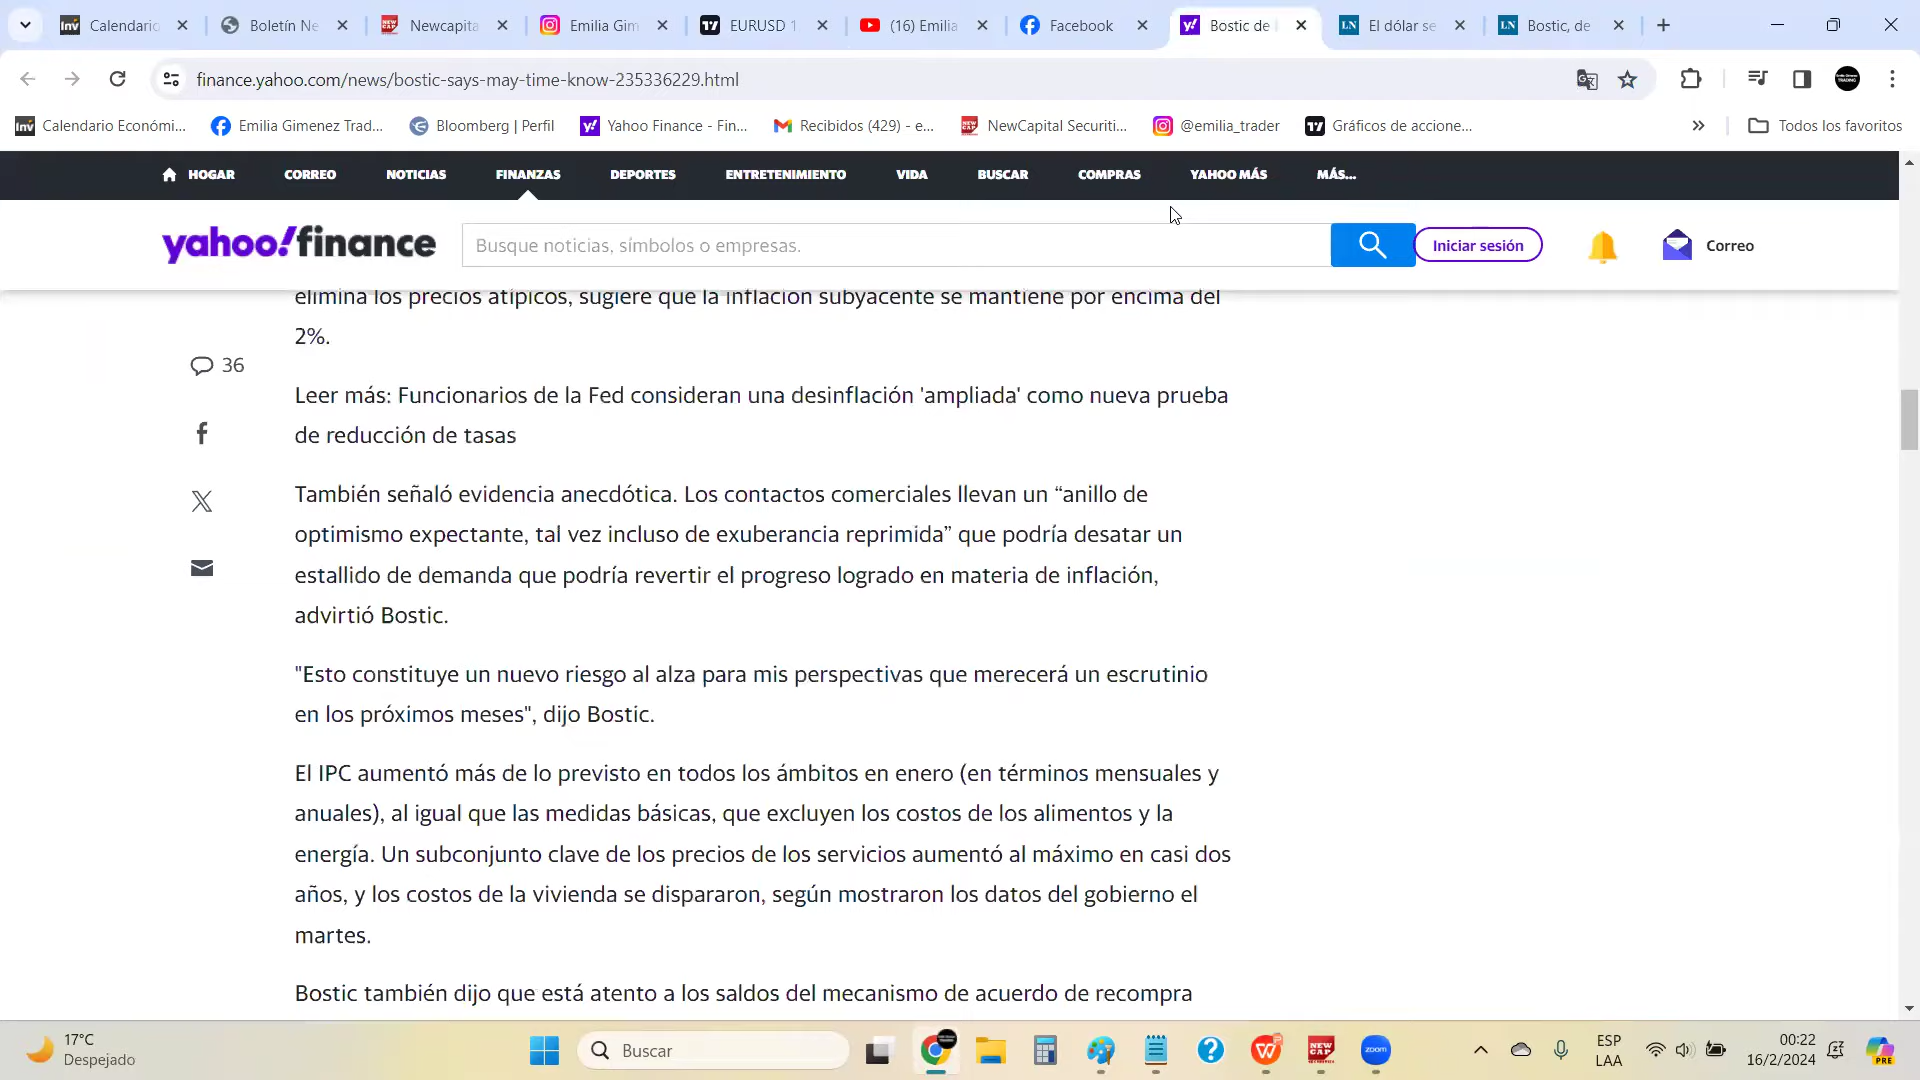 Calendario
Boletín Ne
Newcapita
Emilia Gim
EURUSD 1
(16) Emilia
Facebook
Bostic de l
El dólar se
Bostic, de
finance.yahoo.com/news/bostic-says-may-time-know-235336229.html
Calendario Económi...
Emilia Gimenez Trad...
Bloomberg | Perfil
Yahoo Finance - Fin...
Recibidos (429) - e...
NewCapital Securiti...
@emilia_trader
Gráficos de accione...
Todos los favoritos
HOGAR
CORREO
NOTICIAS
FINANZAS
DEPORTES
ENTRETENIMIENTO
VIDA
BUSCAR
COMPRAS
YAHOO MÁS
MÁS...
yahoo!finance
Busque noticias, símbolos o empresas.
Iniciar sesión
Correo
elimina los precios atípicos, sugiere que la inflación subyacente se mantiene por encima del
2%.
36
Leer más: Funcionarios de la Fed consideran una desinflación 'ampliada' como nueva prueba
de reducción de tasas
También señaló evidencia anecdótica. Los contactos comerciales llevan un “anillo de
optimismo expectante, tal vez incluso de exuberancia reprimida” que podría desatar un
estallido de demanda que podría revertir el progreso logrado en materia de inflación,
advirtió Bostic.
"Esto constituye un nuevo riesgo al alza para mis perspectivas que merecerá un escrutinio
en los próximos meses", dijo Bostic.
El IPC aumentó más de lo previsto en todos los ámbitos en enero (en términos mensuales y
anuales), al igual que las medidas básicas, que excluyen los costos de los alimentos y la
energía. Un subconjunto clave de los precios de los servicios aumentó al máximo en casi dos
años, y los costos de la vivienda se dispararon, según mostraron los datos del gobierno el
martes.
Bostic también dijo que está atento a los saldos del mecanismo de acuerdo de recompra
17°C
Despejado
Buscar
zoom
ESP
LAA
00:22
16/2/2024
PRE